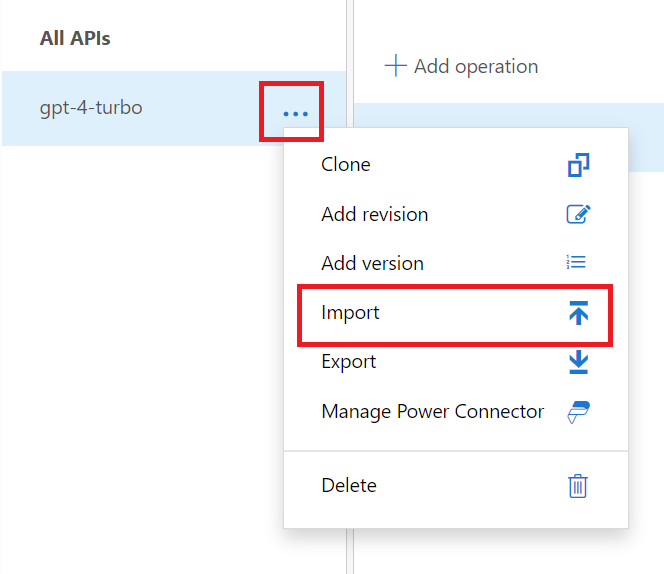 All APIs
Add operation
gpt-4-turbo
...
Clone
Add revision
Add version
Import
Export
Manage Power Connector
Delete